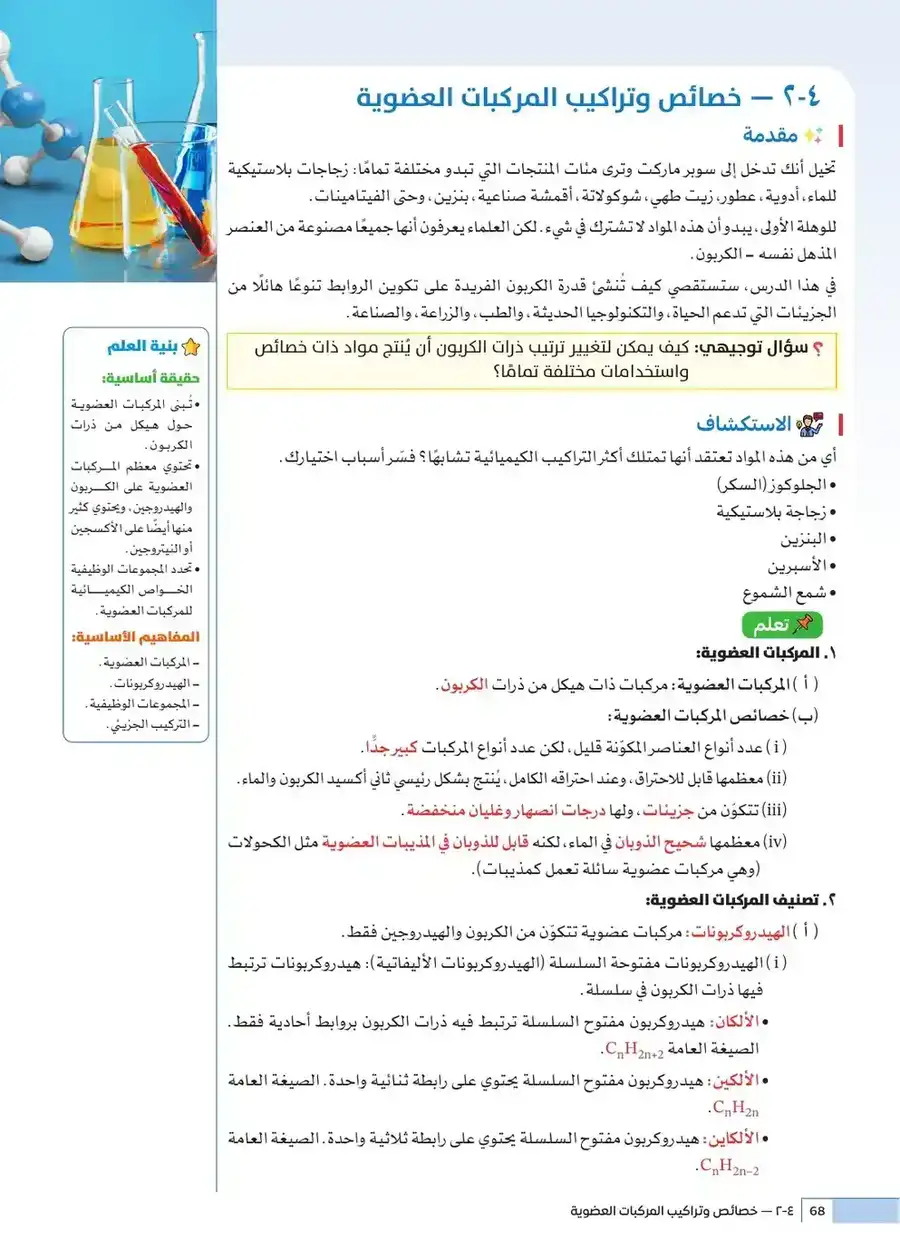 ٤-٢ — خصائص وتراكيب المركبات العضوية
مقدمة
تخيل أنك تدخل إلى سوبر ماركت وترى مئات المنتجات التي تبدو مختلفة تمامًا: زجاجات بلاستيكية
للماء، أدوية، عطور، زيت طهي، شوكولاتة، أقمشة صناعية، بنزين، وحتى الفيتامينات.
للوهلة الأولى، يبدو أن هذه المواد لا تشترك في شيء. لكن العلماء يعرفون أنها جميعًا مصنوعة من العنصر
المذهل نفسه – الكربون.
في هذا الدرس، ستستقصي كيف تُنشئ قدرة الكربون الفريدة على تكوين الروابط تنوعًا هائلًا من
الجزيئات التي تدعم الحياة، والتكنولوجيا الحديثة، والطب، والزراعة، والصناعة.
؟ سؤال توجيهي: كيف يمكن لتغيير ترتيب ذرات الكربون أن يُنتج مواد ذات خصائص
واستخدامات مختلفة تمامًا؟
الاستكشاف
أي من هذه المواد تعتقد أنها تمتلك أكثر التراكيب الكيميائية تشابهًا؟ فسّر أسباب اختيارك.
• الجلوكوز (السكر)
• زجاجة بلاستيكية
• البنزين
• الأسبرين
• شمع الشموع
تعلم
١. المركبات العضوية:
( أ ) المركبات العضوية: مركبات ذات هيكل من ذرات الكربون.
(ب) خصائص المركبات العضوية:
(i) عدد أنواع العناصر المكوّنة قليل، لكن عدد أنواع المركبات كبير جدًّا.
(ii) معظمها قابل للاحتراق، وعند احتراقه الكامل، يُنتج بشكل رئيسي ثاني أكسيد الكربون والماء.
(iii) تتكوّن من جزيئات، ولها درجات انصهار وغليان منخفضة.
(iv) معظمها شحيح الذوبان في الماء، لكنه قابل للذوبان في المذيبات العضوية مثل الكحولات
(وهي مركبات عضوية سائلة تعمل كمذيبات).
٢. تصنيف المركبات العضوية:
( أ ) الهيدروكربونات: مركبات عضوية تتكوّن من الكربون والهيدروجين فقط.
(i) الهيدروكربونات مفتوحة السلسلة (الهيدروكربونات الأليفاتية): هيدروكربونات ترتبط
فيها ذرات الكربون في سلسلة.
• الألكان: هيدروكربون مفتوح السلسلة ترتبط فيه ذرات الكربون بروابط أحادية فقط.
الصيغة العامة CnH2n+2.
• الألكين: هيدروكربون مفتوح السلسلة يحتوي على رابطة ثنائية واحدة. الصيغة العامة
CnH2n.
• الألكاين: هيدروكربون مفتوح السلسلة يحتوي على رابطة ثلاثية واحدة. الصيغة العامة
CnH2n–2.
بنية العلم
حقيقة أساسية:
• تُبنى المركبات العضوية
حول هيكل من ذرات
الكربون.
• تحتوي معظم المركبات
العضوية على الكربون
والهيدروجين، ويحتوي كثير
منها أيضًا على الأكسجين
أو النيتروجين.
• تحدد المجموعات الوظيفية
الخواص الكيميائية
للمركبات العضوية.
المفاهيم الأساسية:
– المركبات العضوية.
– الهيدروكربونات.
– المجموعات الوظيفية.
– التركيب الجزيئي.
68 ٤-٢ — خصائص وتراكيب المركبات العضوية